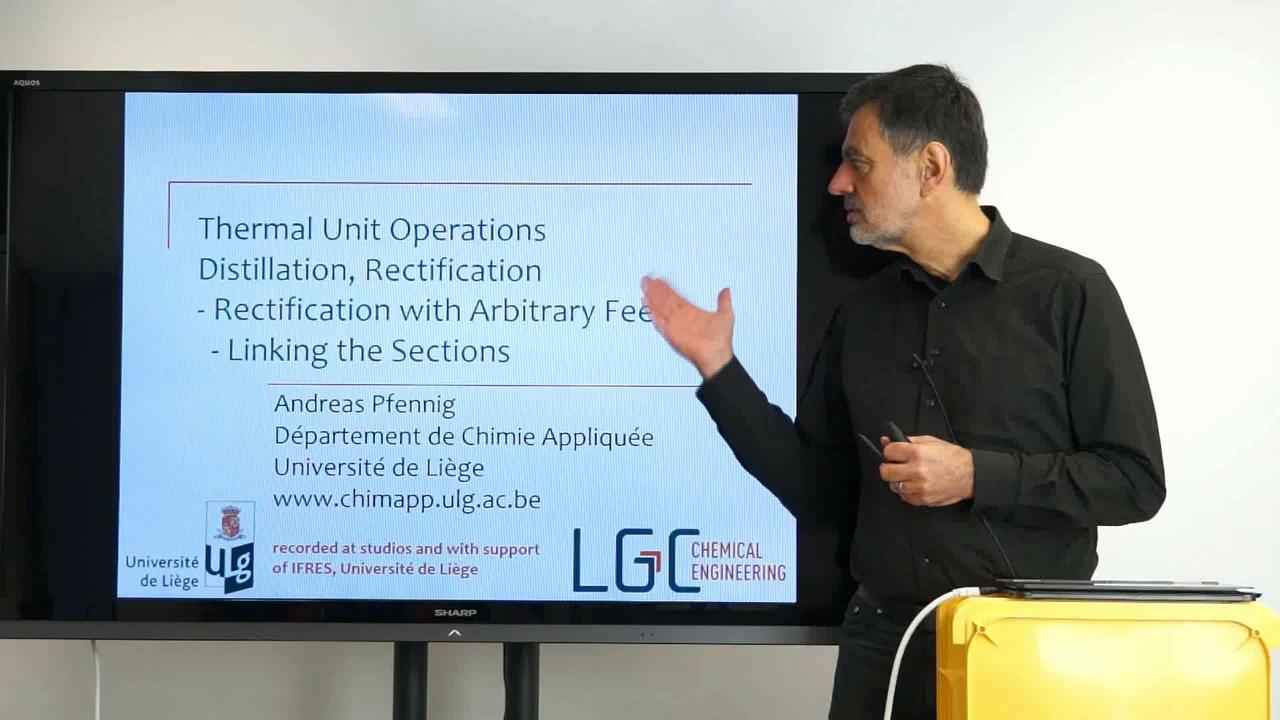 AQUOS
Thermal Unit Operations
Distillation, Rectification
- Rectification with Arbitrary
- Linking the Sections
Andreas Pfennig
Département de Chimie Appliquée
Université de Liège
www.chimapp.ulg.ac.be
Université
de Liège
ulg
recorded at studios and with support
of IFRES, Université de Liège
LGC
CHEMICAL
ENGINEERING
SHARP